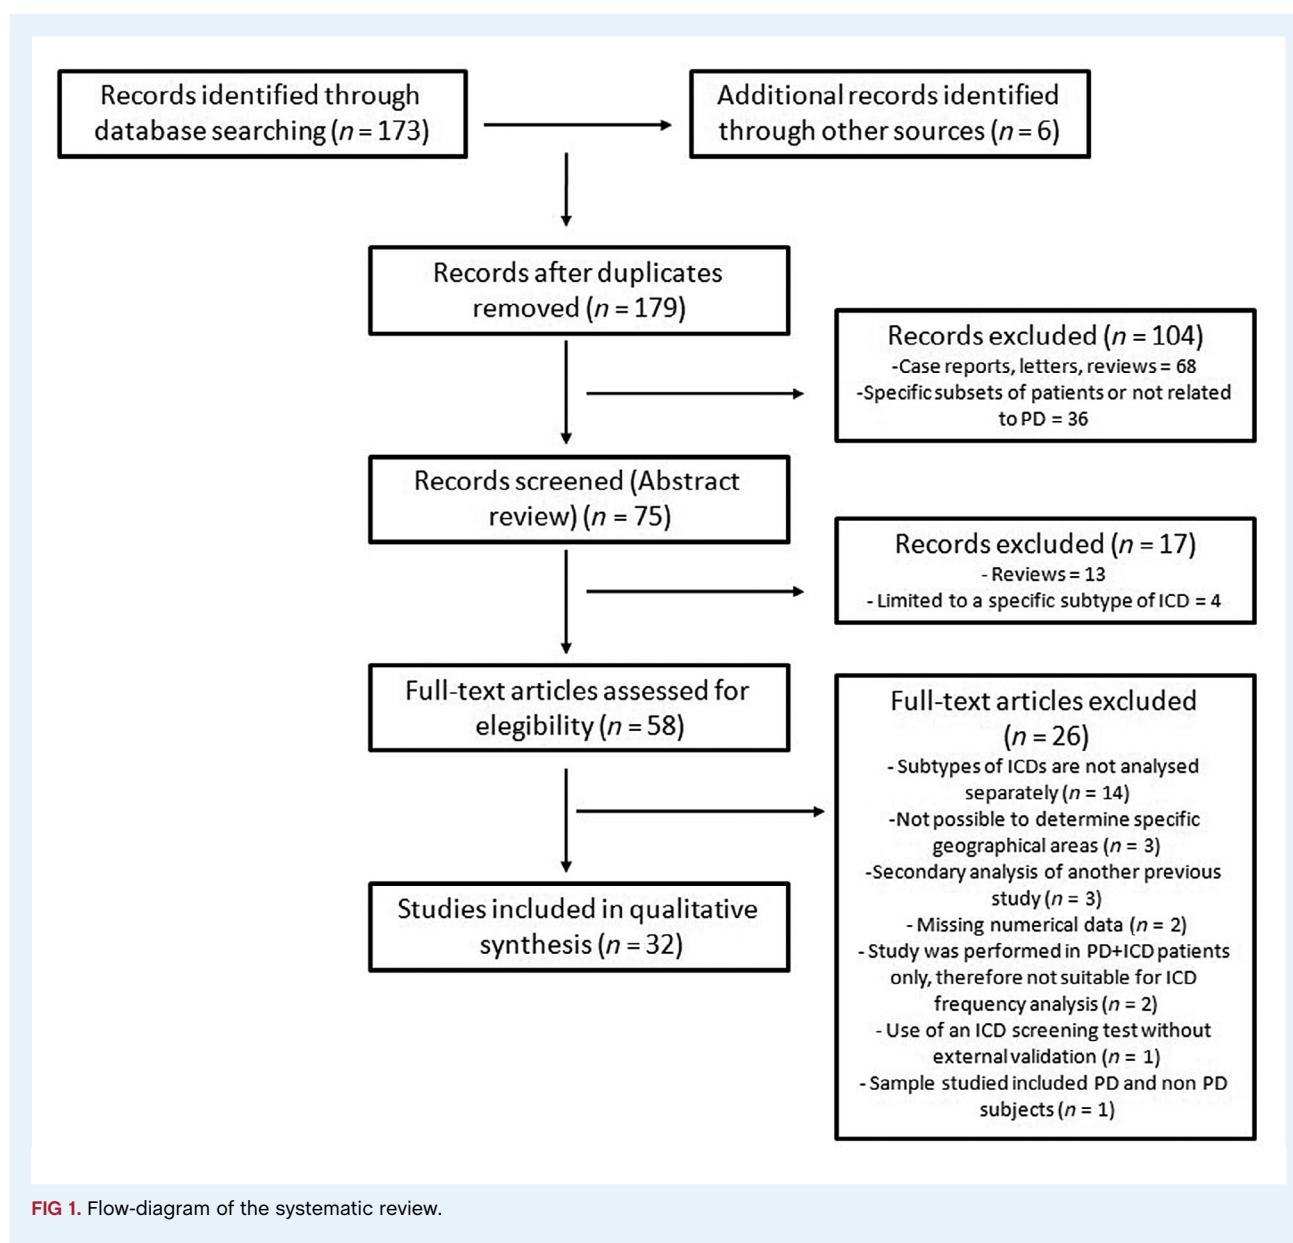 Records identified through
database searching (n = 173)
Additional records identified
through other sources (n = 6)
Records after duplicates
removed (n = 179)
Records excluded (n = 104)
-Case reports, letters, reviews = 68
-Specific subsets of patients or not related
to PD = 36
Records screened (Abstract
review) (n = 75)
Records excluded (n = 17)
- Reviews = 13
- Limited to a specific subtype of ICD = 4
Full-text articles assessed for
elegibility (n = 58)
Full-text articles excluded
(n = 26)
- Subtypes of ICDs are not analysed
separately (n = 14)
-Not possible to determine specific
geographical areas (n = 3)
-Secondary analysis of another previous
study (n = 3)
- Missing numerical data (n = 2)
- Study was performed in PD+ICD patients
only, therefore not suitable for ICD
frequency analysis (n = 2)
- Use of an ICD screening test without
external validation (n = 1)
- Sample studied included PD and non PD
subjects (n = 1)
Studies included in qualitative
synthesis (n = 32)
FIG 1. Flow-diagram of the systematic review.